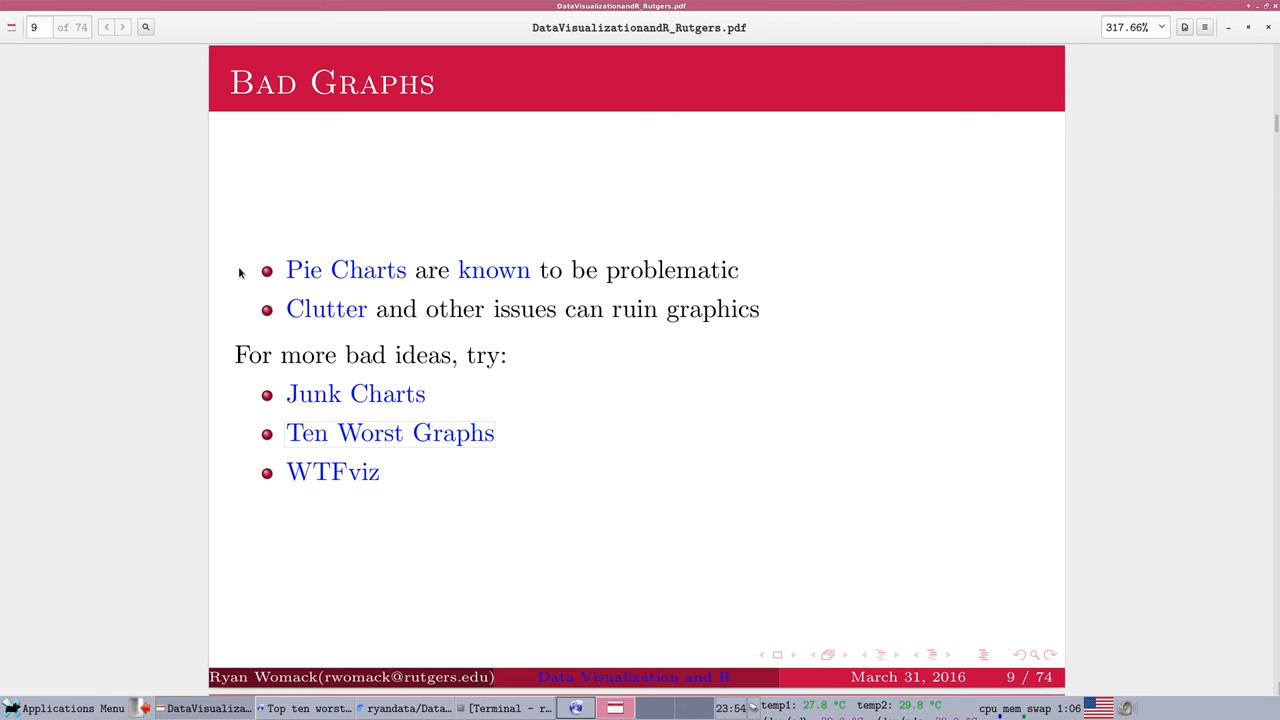 DataVisualizationandR_Rutgers.pdf
9 of 74
DataVisualizationandR_Rutgers.pdf
317.66%
Bad Graphs
Pie Charts are known to be problematic
Clutter and other issues can ruin graphics
For more bad ideas, try:
Junk Charts
Ten Worst Graphs
WTFviz
Ryan Womack(rwomack@rutgers.edu) Data Visualization and R March 31, 2016 9 / 74
Applications Menu DataVisualiza... Top ten worst... ryanw/Data... [Terminal - r... 23:54 temp1: 27.8 °C temp2: 29.8 °C cpu mem swap 1:06